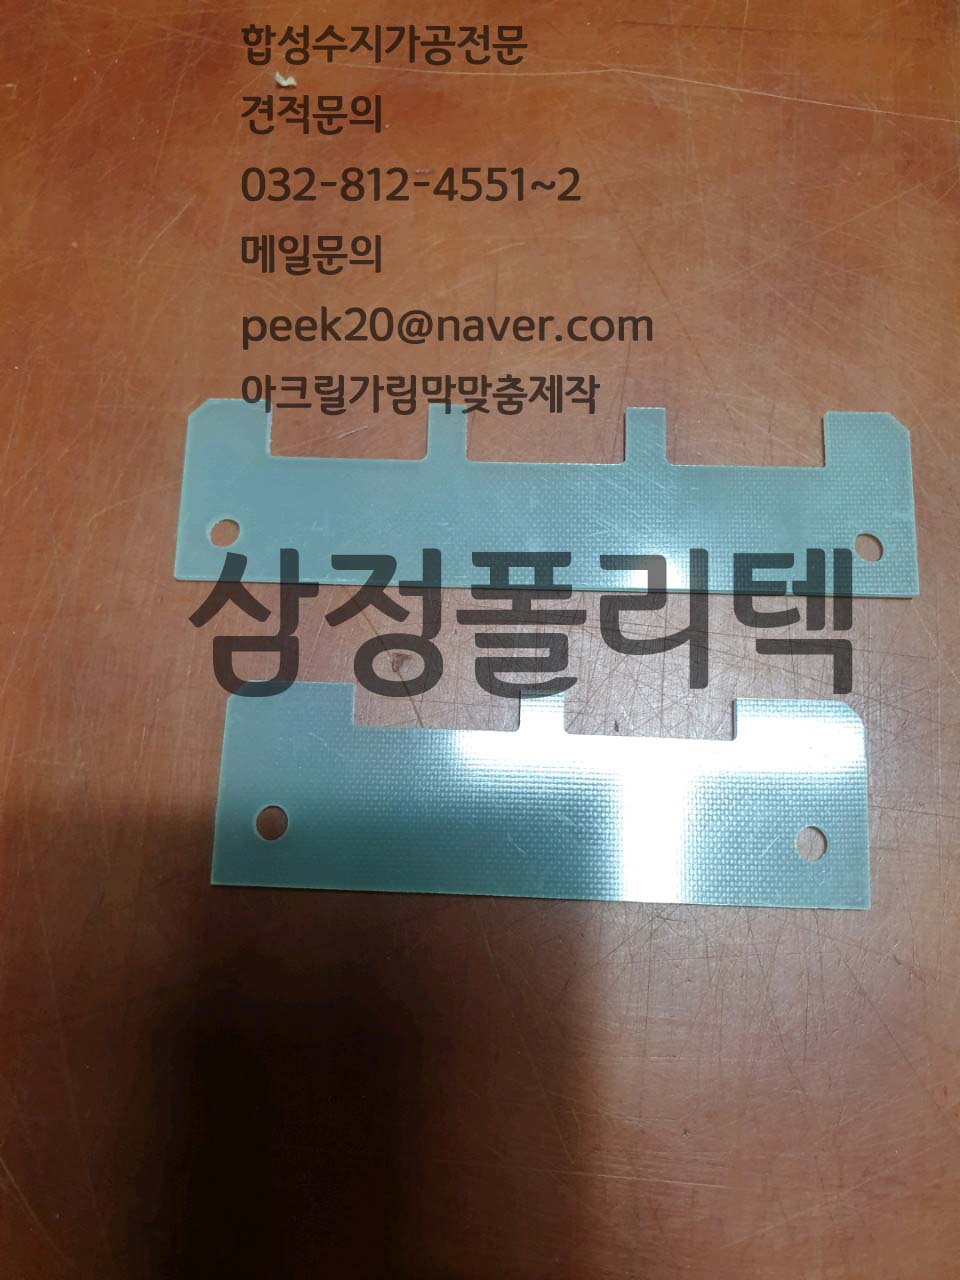 합성수지가공전문
견적문의
032-812-4551~2
메일문의
peek20@naver.com
아크릴가림막맞춤제작
삼정폴리텍